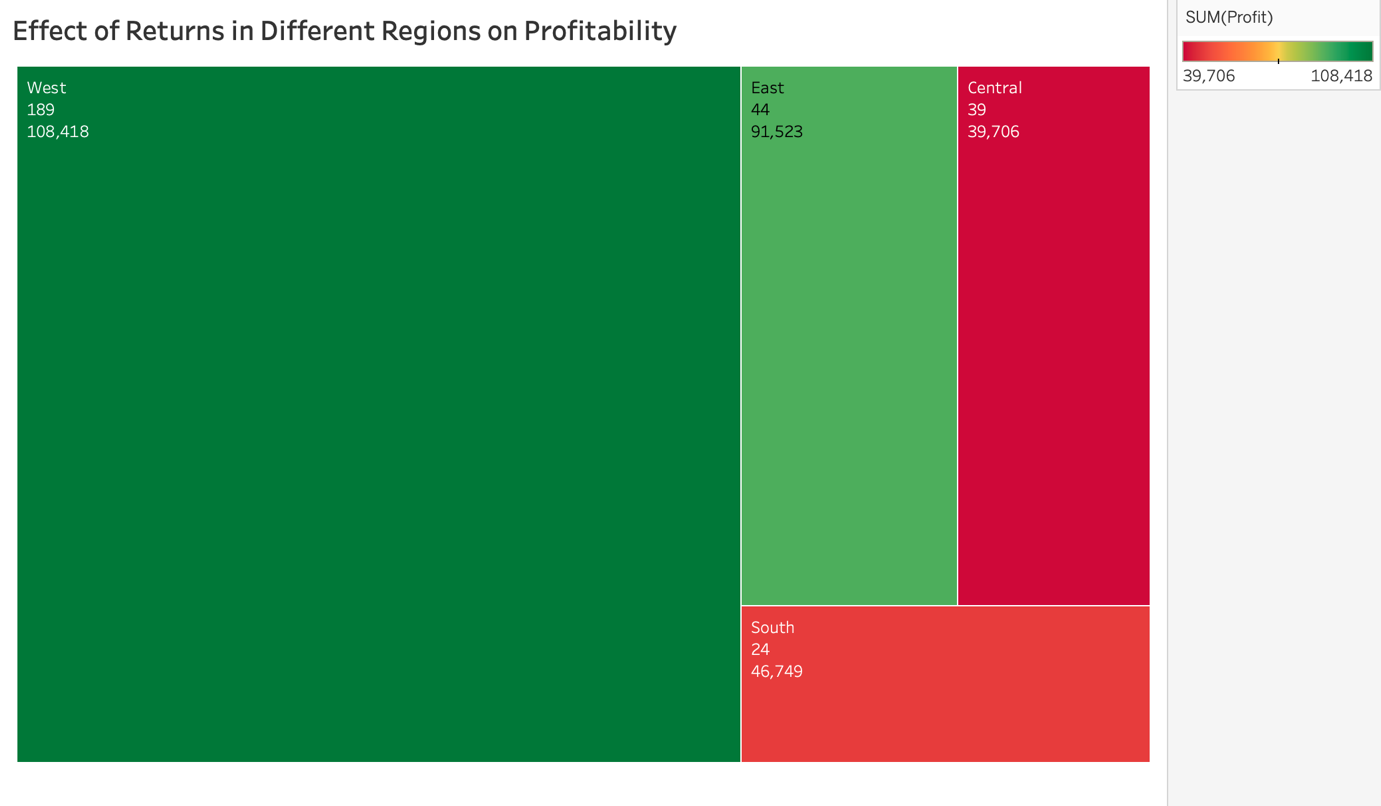 Effect of Returns in Different Regions on Profitability
West
189
108,418
East
44
91,523
Central
39
39,706
South
24
46,749
SUM(Profit)
39,706 108,418